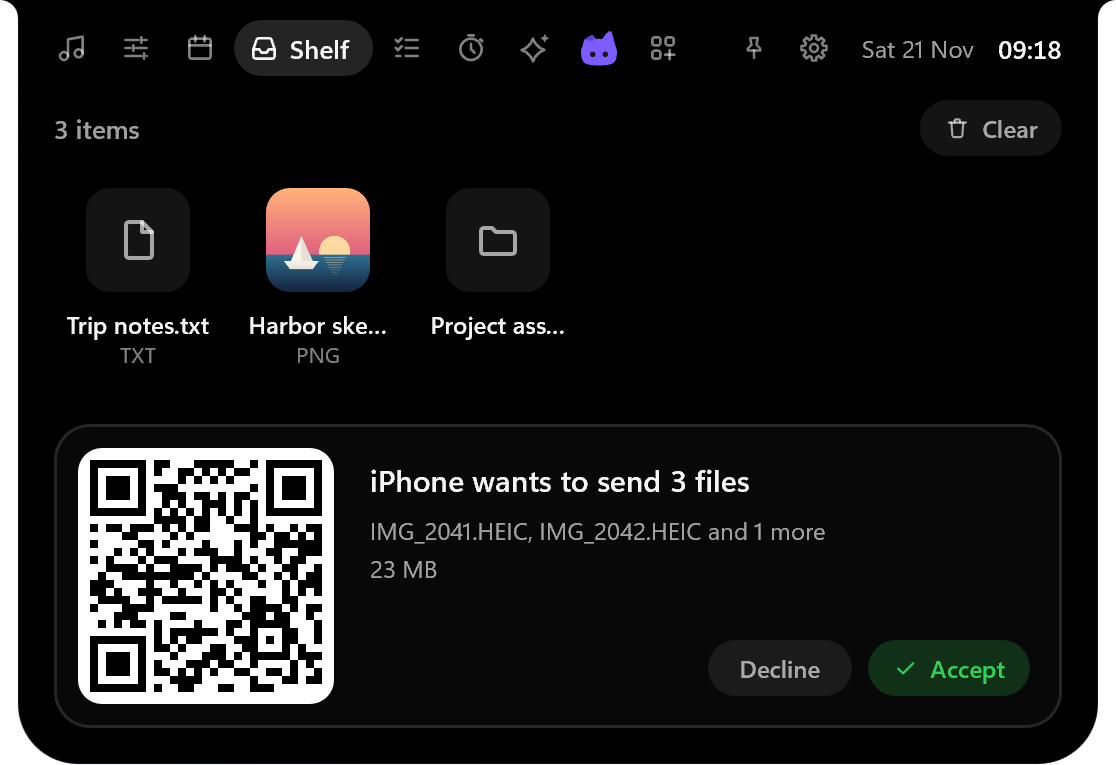 Shelf
Sat 21 Nov 09:18
3 items
Clear
Trip notes.txt
TXT
Harbor ske...
PNG
Project ass...
iPhone wants to send 3 files
IMG_2041.HEIC, IMG_2042.HEIC and 1 more
23 MB
Decline
Accept